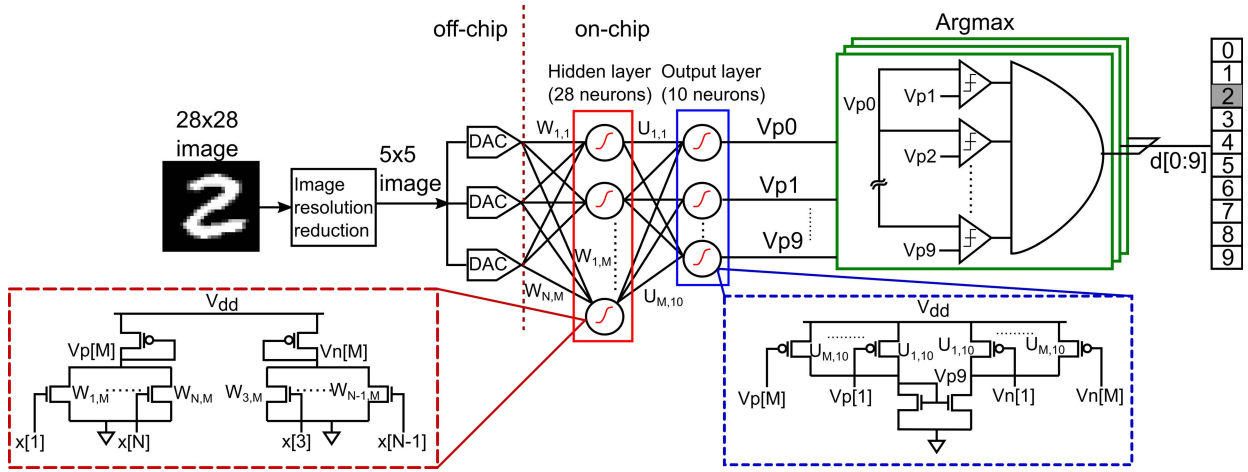 off-chip
on-chip
Argmax
Hidden layer
(28 neurons)
Output layer
(10 neurons)
28x28
image
Image
resolution
reduction
5x5
image
DAC
DAC
DAC
W1,1
W1,M
WN,M
U1,1
UM,10
Vp0
Vp1
Vp9
Vp0
Vp1
Vp2
Vp9
d[0:9]
0
1
2
3
4
5
6
7
8
9
Vdd
Vp[M]
Vn[M]
W1,M
WN,M
W3,M
WN-1,M
x[1]
x[N]
x[3]
x[N-1]
Vdd
UM,10
U1,10
U1,10
UM,10
Vp9
Vp[M]
Vp[1]
Vn[1]
Vn[M]